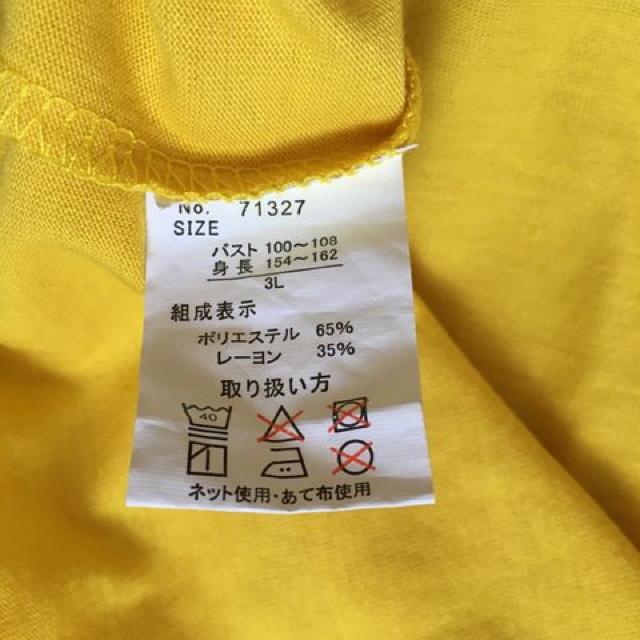 No. 71327
SIZE
バスト 100～108
身長 154～162
3L
組成表示
ポリエステル 65%
レーヨン 35%
取り扱い方
40
ネット使用・あて布使用